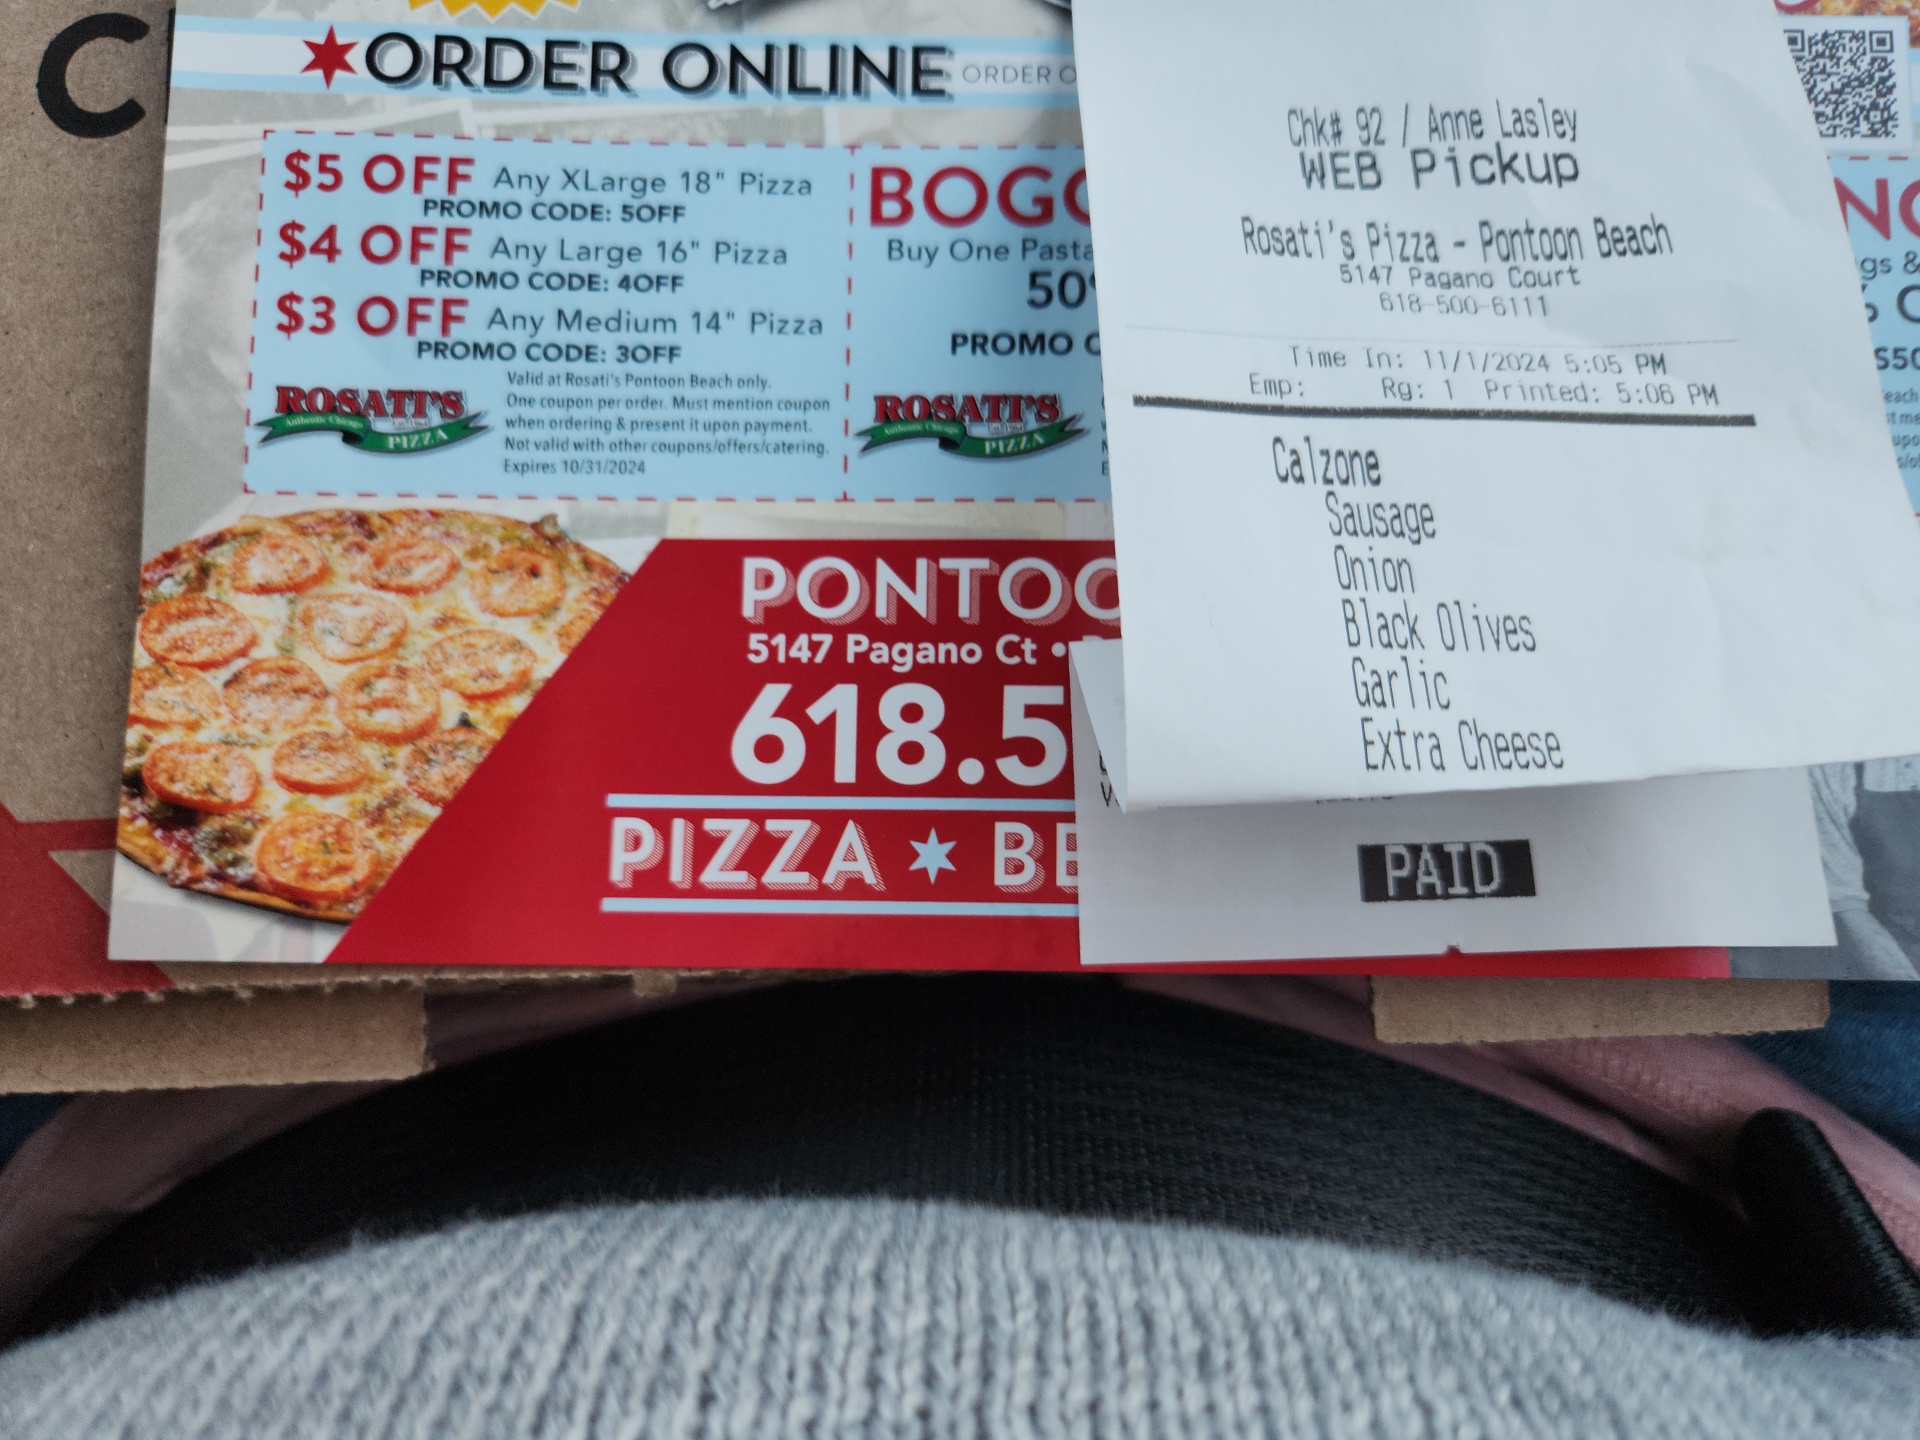 C
ORDER ONLINE ORDER O
$5 OFF Any XLarge 18" Pizza
PROMO CODE: 5OFF
$4 OFF Any Large 16" Pizza
PROMO CODE: 4OFF
$3 OFF Any Medium 14" Pizza
PROMO CODE: 3OFF
ROSATI'S
Authentic Chicago
PIZZA
Valid at Rosati's Pontoon Beach only.
One coupon per order. Must mention coupon
when ordering & present it upon payment.
Not valid with other coupons/offers/catering.
Expires 10/31/2024
BOGO
Buy One Pasta
50%
PROMO C
ROSATI'S
Authentic Chicago
PIZZA
PONTOO
5147 Pagano Ct •
618.5
PIZZA BE
Chk# 92 / Anne Lasley
WEB Pickup
Rosati's Pizza - Pontoon Beach
5147 Pagano Court
618-500-6111
Time In: 11/1/2024 5:05 PM
Emp: Rg: 1 Printed: 5:06 PM
Calzone
Sausage
Onion
Black Olives
Garlic
Extra Cheese
PAID